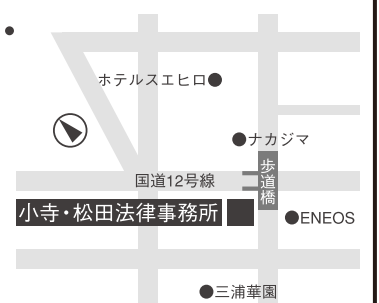 ホテルスエヒロ
ナカジマ
歩道橋
国道12号線
小寺・松田法律事務所
ENEOS
三浦華園